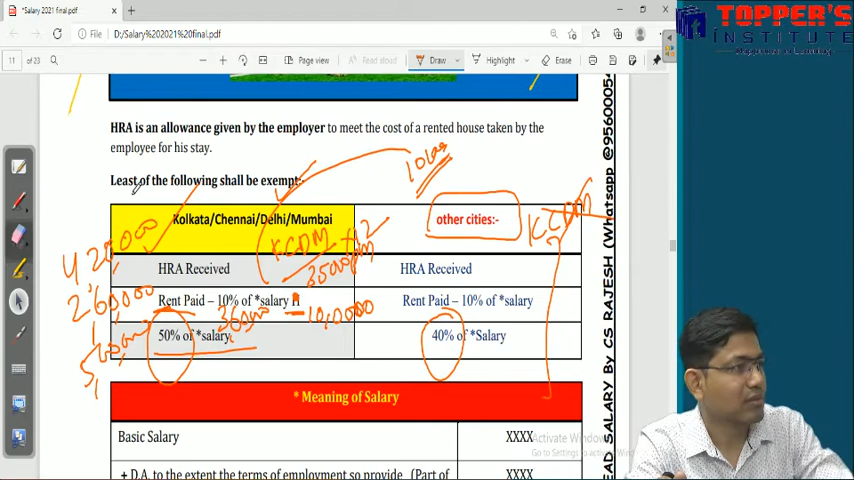 *Salary 2021 final.pdf
File
D:/Salary%202021%20final.pdf
TOPPER'S
INSTITUTE
11 of 23
Page view
Read aloud
Draw
Highlight
Erase
HRA is an allowance given by the employer to meet the cost of a rented house taken by the
employee for his stay.
Least of the following shall be exempt:-
Kolkata/Chennai/Delhi/Mumbai
other cities:-
KCDM
KCDM
HRA Received
HRA Received
Rent Paid – 10% of *salary
Rent Paid – 10% of *salary
50% of *salary
40% of *Salary
* Meaning of Salary
Basic Salary
XXXX
+ D.A. to the extent the terms of employment so provide (Part of
XXXX
Activate Windows
Go to Settings to activate Wind
EAD SALARY BY CS RAJESH (Whatsapp @95600054